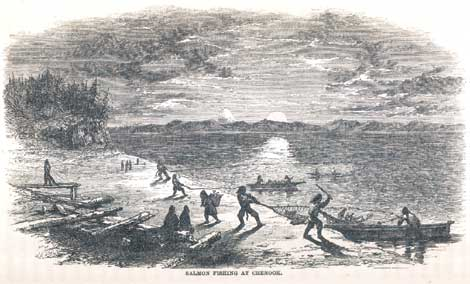 SALMON FISHING AT CHENOOK.